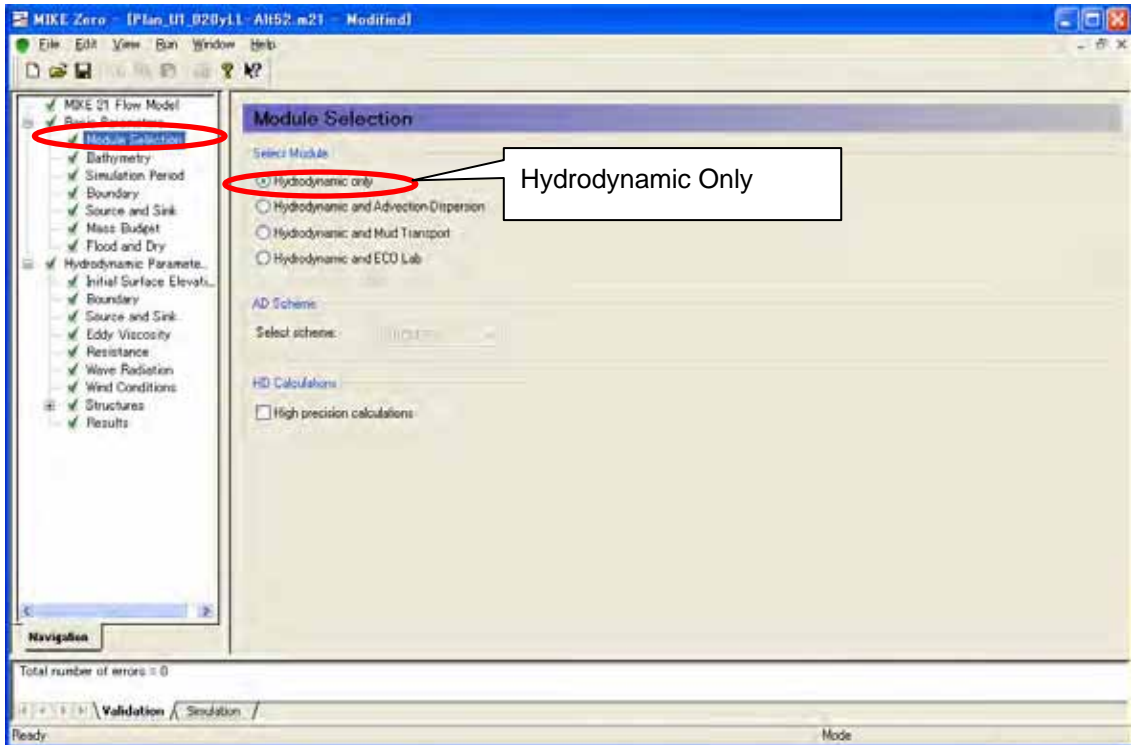 MIKE Zero - [Plan_U1_020yLL-Alt52.m21 - Modified]
File Edit View Run Window Help
MIKE 21 Flow Model
Basic Parameters
Module Selection
Bathymetry
Simulation Period
Boundary
Source and Sink
Mass Budget
Flood and Dry
Hydrodynamic Paramete..
Initial Surface Elevati..
Boundary
Source and Sink
Eddy Viscosity
Resistance
Wave Radiation
Wind Conditions
Structures
Results
Navigation
Module Selection
Select Module
Hydrodynamic only
Hydrodynamic Only
Hydrodynamic and Advection-Dispersion
Hydrodynamic and Mud Transport
Hydrodynamic and ECO Lab
AD Scheme
Select scheme:
HD Calculations
High precision calculations
Total number of errors = 0
Validation Simulation
Ready Mode